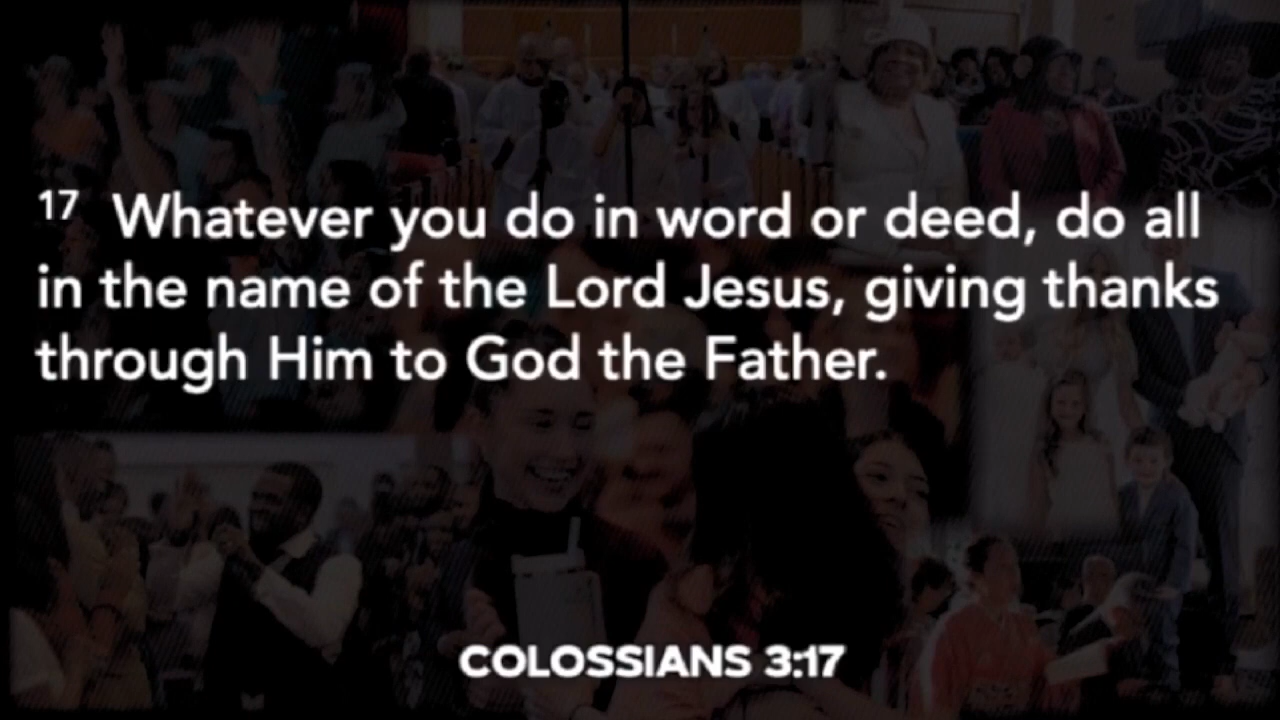 17 Whatever you do in word or deed, do all
in the name of the Lord Jesus, giving thanks
through Him to God the Father.
COLOSSIANS 3:17